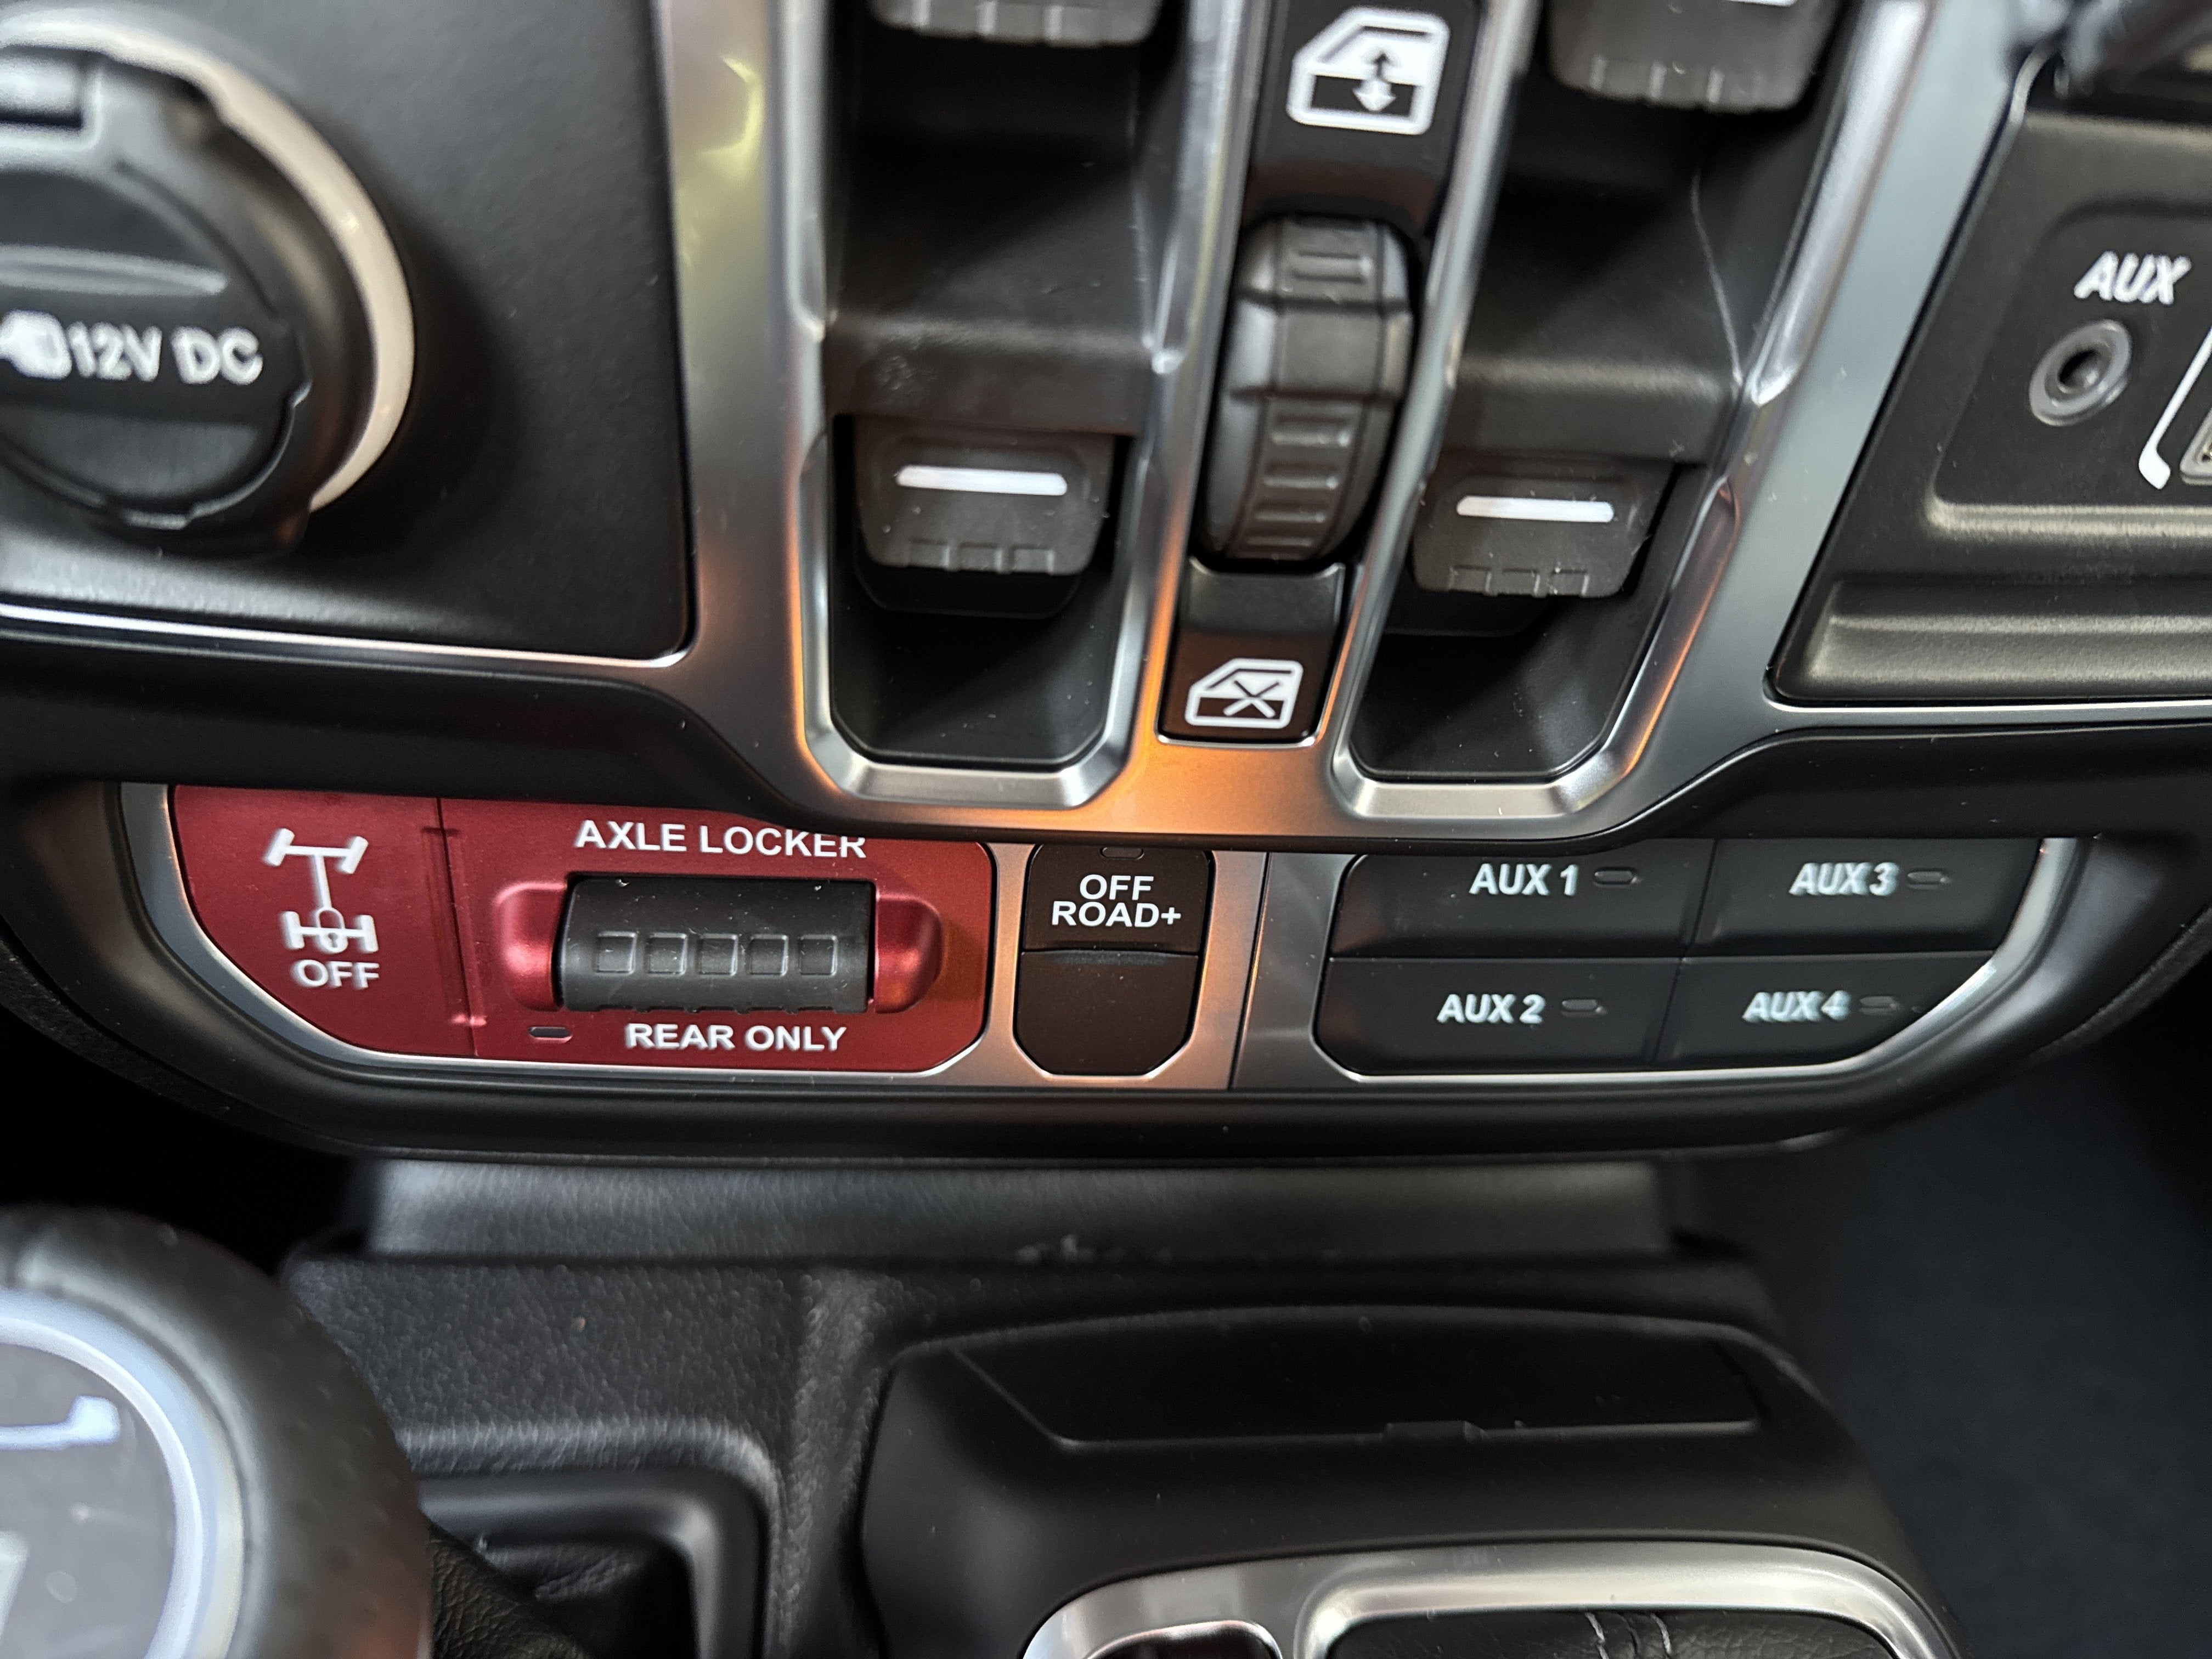 12V DC
AUX
AXLE LOCKER
OFF
REAR ONLY
OFF
ROAD+
AUX 1
AUX 3
AUX 2
AUX 4